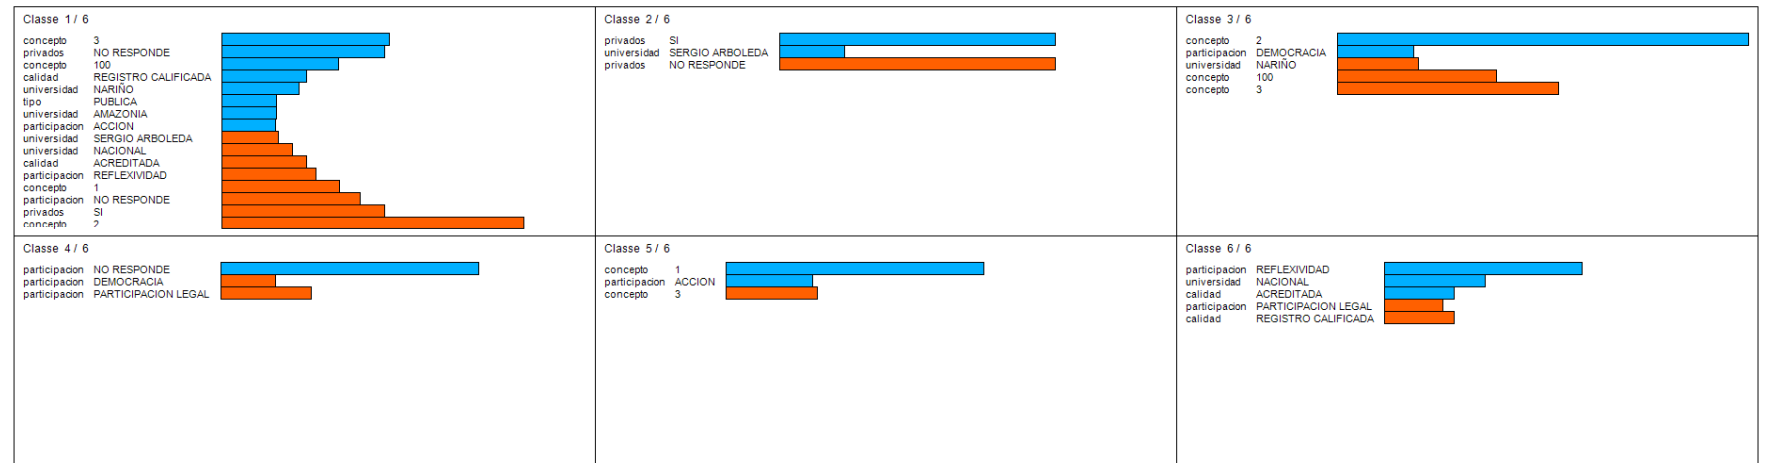 Classe 1 / 6
concepto 3
privados NO RESPONDE
concepto 100
calidad REGISTRO CALIFICADA
universidad NARIÑO
tipo PUBLICA
universidad AMAZONIA
participacion ACCION
universidad SERGIO ARBOLEDA
universidad NACIONAL
calidad ACREDITADA
participacion REFLEXIVIDAD
concepto 1
participacion NO RESPONDE
privados SI
concepto 2
Classe 2 / 6
privados SI
universidad SERGIO ARBOLEDA
privados NO RESPONDE
Classe 3 / 6
concepto 2
participacion DEMOCRACIA
universidad NARIÑO
concepto 100
concepto 3
Classe 4 / 6
participacion NO RESPONDE
participacion DEMOCRACIA
participacion PARTICIPACION LEGAL
Classe 5 / 6
concepto 1
participacion ACCION
concepto 3
Classe 6 / 6
participacion REFLEXIVIDAD
universidad NACIONAL
calidad ACREDITADA
participacion PARTICIPACION LEGAL
calidad REGISTRO CALIFICADA